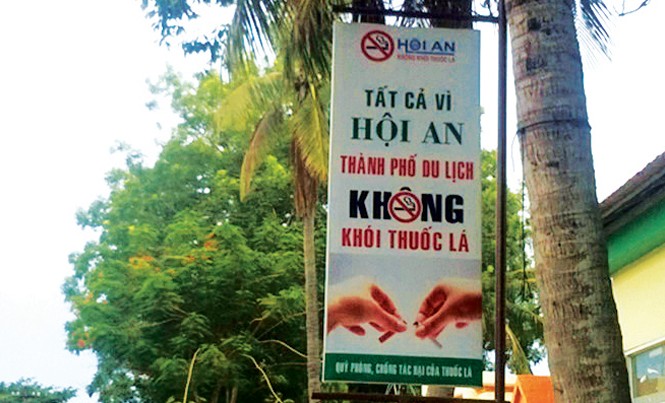 HỘI AN
KHÔNG KHÓI THUỐC LÁ
TẤT CẢ VÌ
HỘI AN
THÀNH PHỐ DU LỊCH
KHÔNG
KHÓI THUỐC LÁ
QUỸ PHÒNG, CHỐNG TÁC HẠI CỦA THUỐC LÁ